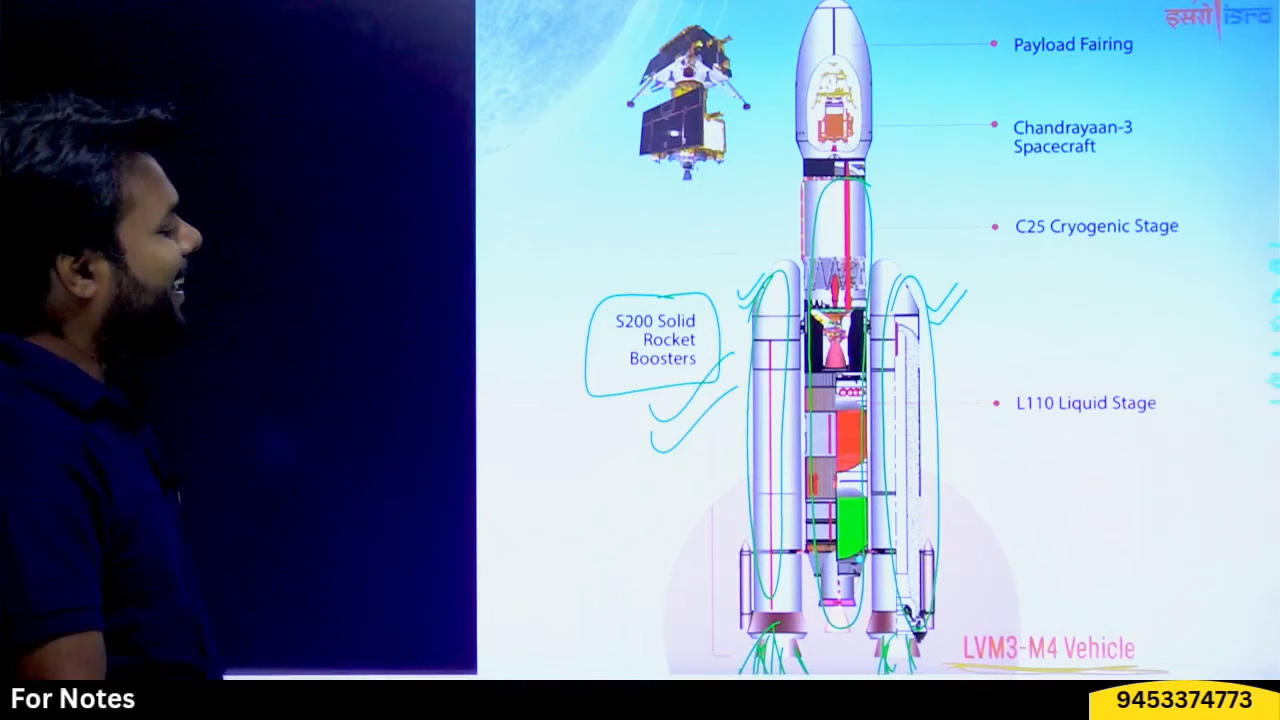 इसरो isro
Payload Fairing
Chandrayaan-3
Spacecraft
C25 Cryogenic Stage
S200 Solid
Rocket
Boosters
L110 Liquid Stage
LVM3-M4 Vehicle
For Notes
9453374773